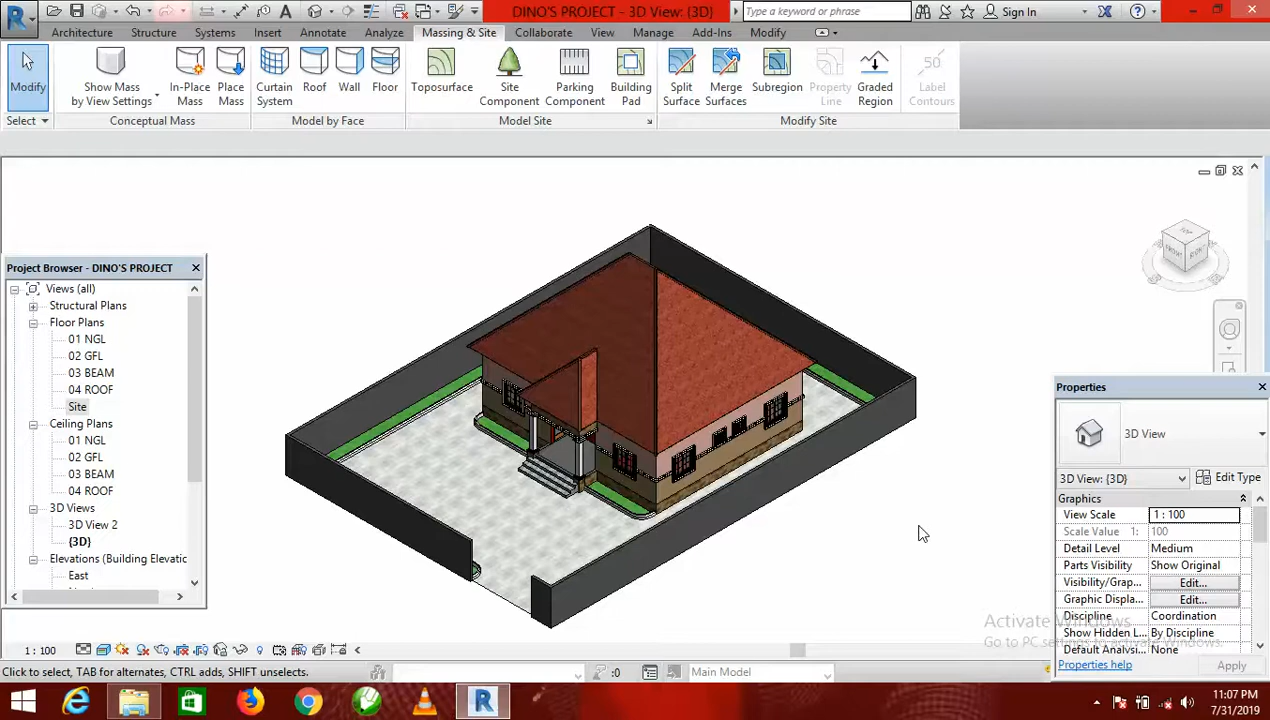 DINO'S PROJECT - 3D View: {3D}
Type a keyword or phrase
Sign In
Architecture Structure Systems Insert Annotate Analyze Massing & Site Collaborate View Manage Add-Ins Modify
Modify
Show Mass
by View Settings
In-Place
Mass
Place
Mass
Curtain
System
Roof
Wall
Floor
Toposurface
Site
Component
Parking
Component
Building
Pad
Split
Surface
Merge
Surfaces
Subregion
Property
Line
Graded
Region
50
Label
Contours
Select
Conceptual Mass
Model by Face
Model Site
Modify Site
Project Browser - DINO'S PROJECT
Views (all)
Structural Plans
Floor Plans
01 NGL
02 GFL
03 BEAM
04 ROOF
Site
Ceiling Plans
01 NGL
02 GFL
03 BEAM
04 ROOF
3D Views
3D View 2
{3D}
Elevations (Building Elevatic
East
TOP
Properties
3D View
3D View: {3D}
Edit Type
Graphics
View Scale 1 : 100
Scale Value 1: 100
Detail Level Medium
Parts Visibility Show Original
Visibility/Grap... Edit...
Graphic Displa... Edit...
Discipline Coordination
Show Hidden L... By Discipline
Default Analysi... None
Properties help
Apply
Activate Windows
Go to PC settings to activate Windows.
1 : 100
Click to select, TAB for alternates, CTRL adds, SHIFT unselects.
:0
Main Model
11:07 PM
7/31/2019